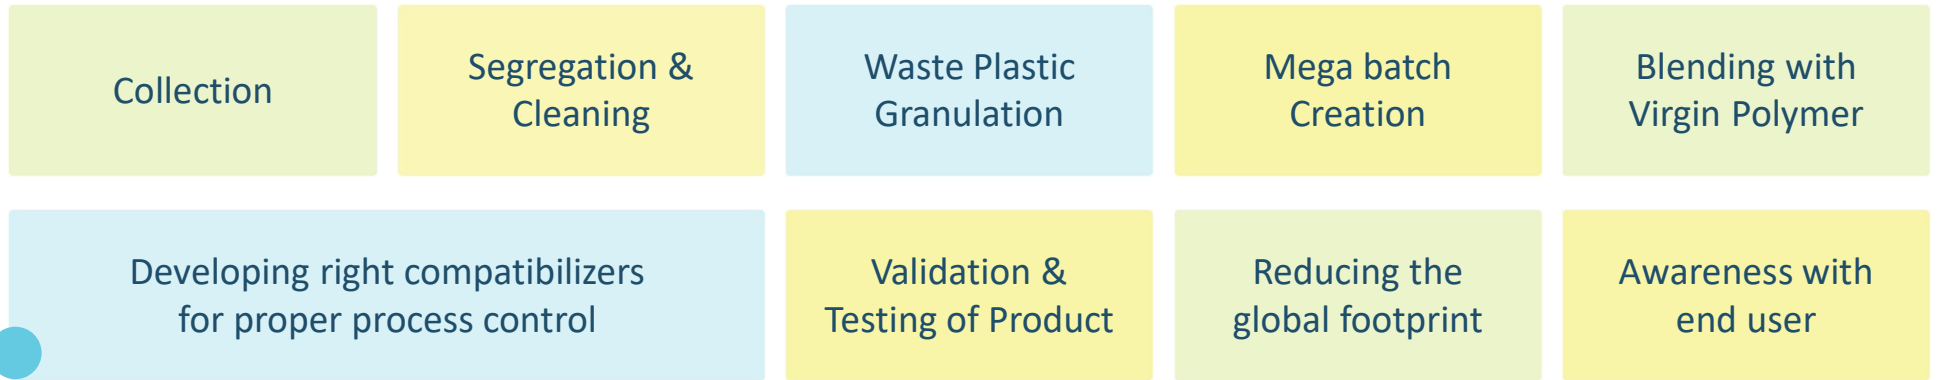 Collection
Segregation &
Cleaning
Waste Plastic
Granulation
Mega batch
Creation
Blending with
Virgin Polymer
Developing right compatibilizers
for proper process control
Validation &
Testing of Product
Reducing the
global footprint
Awareness with
end user